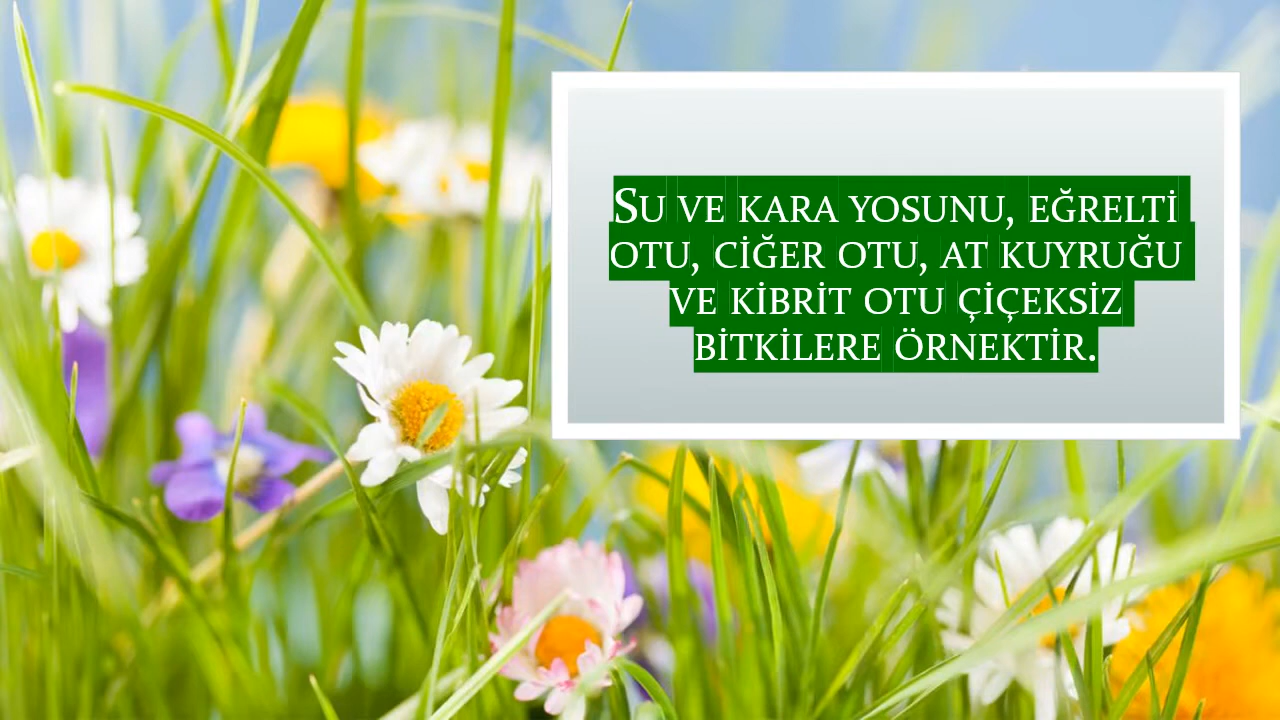 Su ve kara yosunu, eğrelti
otu, ciğer otu, at kuyruğu
ve kibrit otu çiçeksiz
bitkilere örnektir.